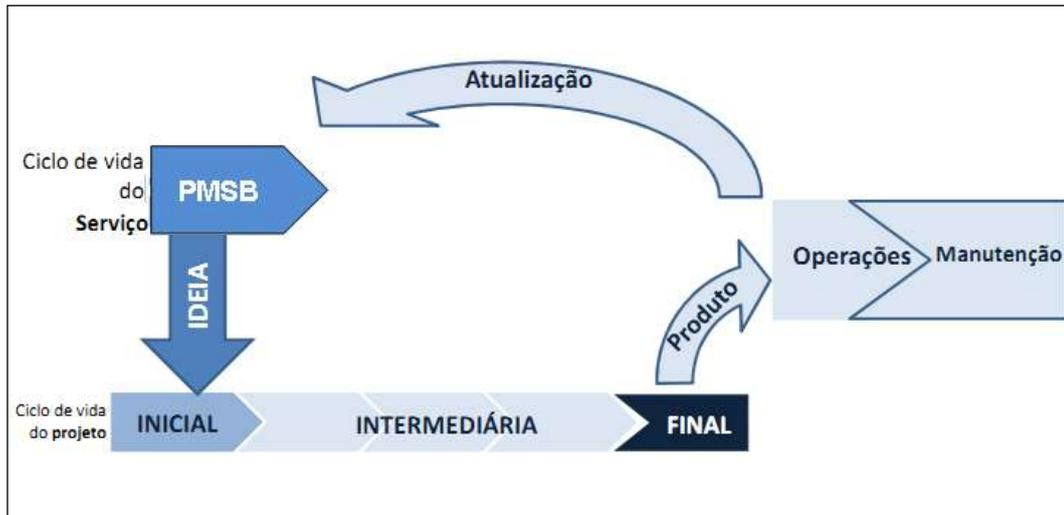 Atualização
Ciclo de vida
do
Serviço
PMSB
IDEIA
Operações
Manutenção
Produto
Ciclo de vida
do projeto
INICIAL
INTERMEDIÁRIA
FINAL